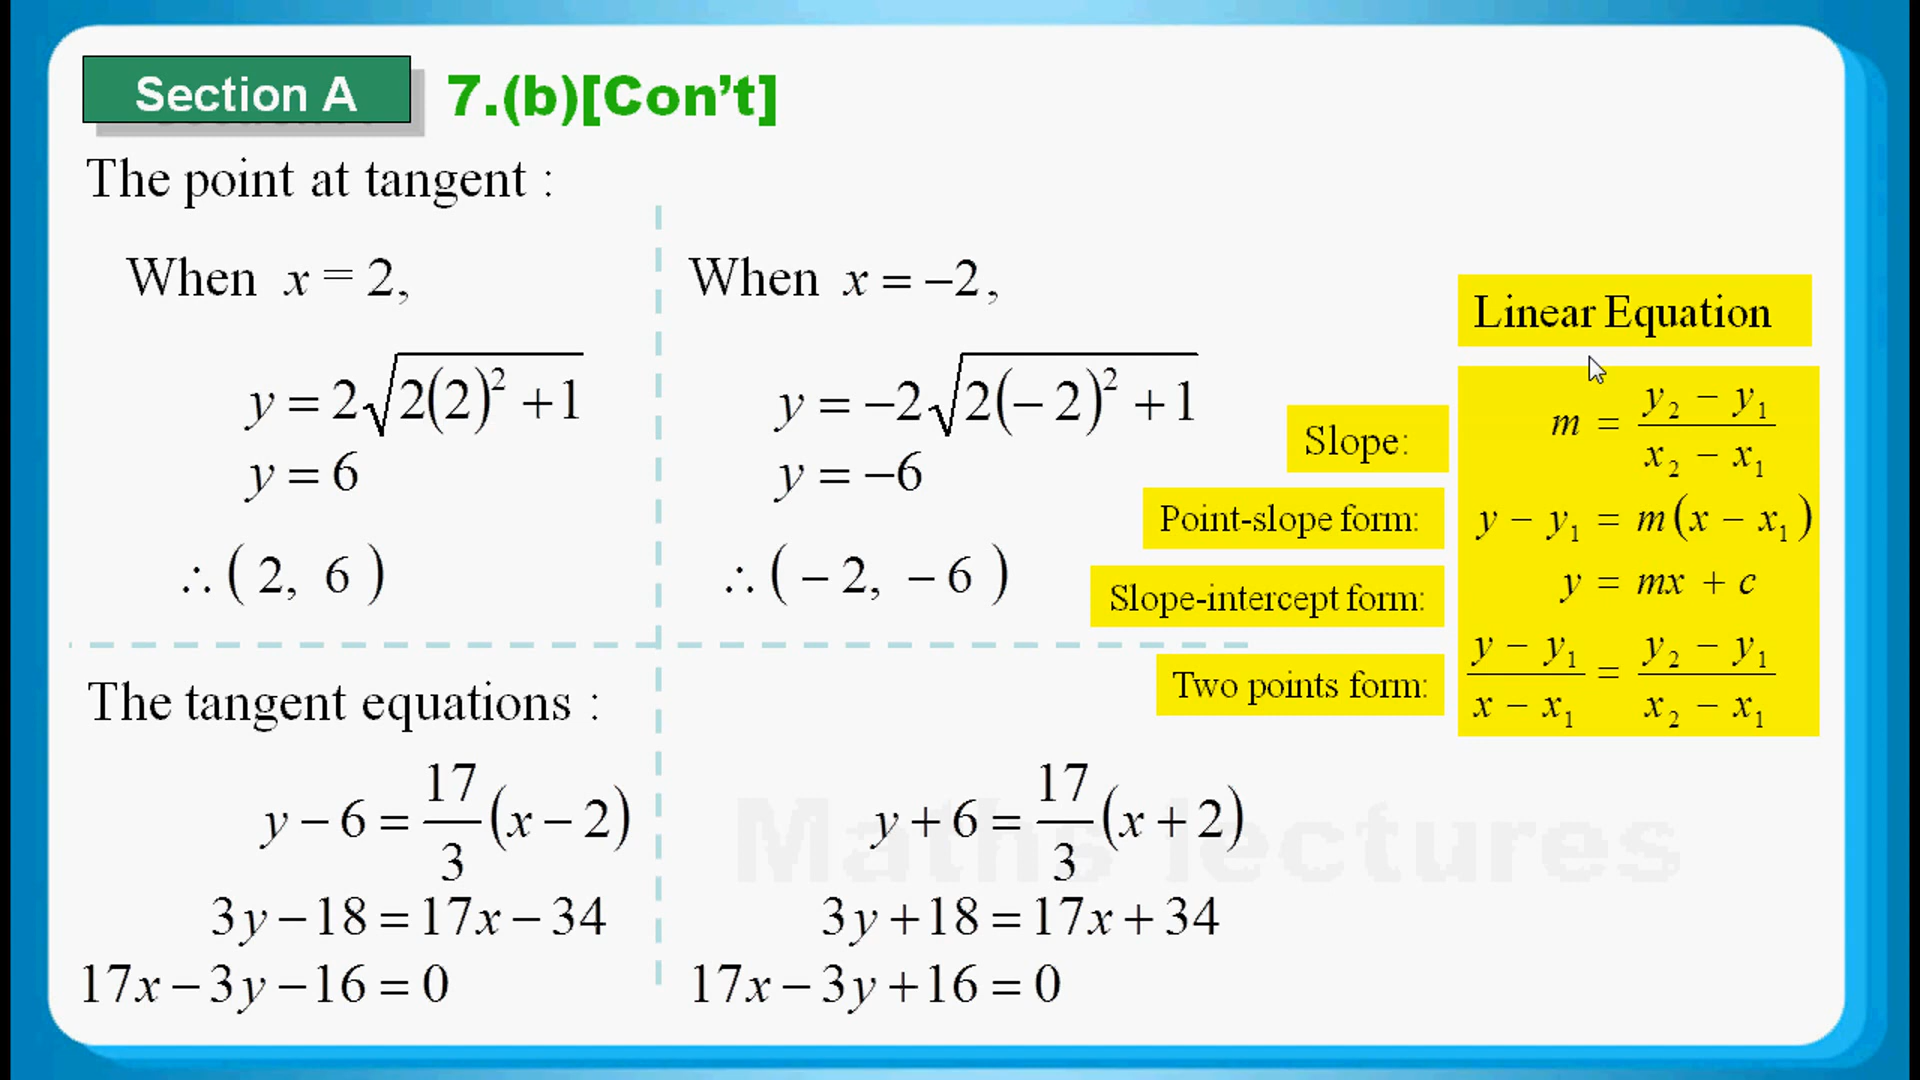 Section A
7.(b)[Con’t]
The point at tangent :
When x = 2,
y = 2√(2(2)² + 1)
y = 6
∴ ( 2, 6 )
When x = −2,
y = −2√(2(−2)² + 1)
y = −6
∴ ( − 2, − 6 )
Linear Equation
Slope: m = (y₂ − y₁)/(x₂ − x₁)
Point-slope form: y − y₁ = m(x − x₁)
Slope-intercept form: y = mx + c
Two points form: (y − y₁)/(x − x₁) = (y₂ − y₁)/(x₂ − x₁)
The tangent equations :
y − 6 = 17/3 (x − 2)
3y − 18 = 17x − 34
17x − 3y − 16 = 0
y + 6 = 17/3 (x + 2)
3y + 18 = 17x + 34
17x − 3y + 16 = 0
Maths lectures